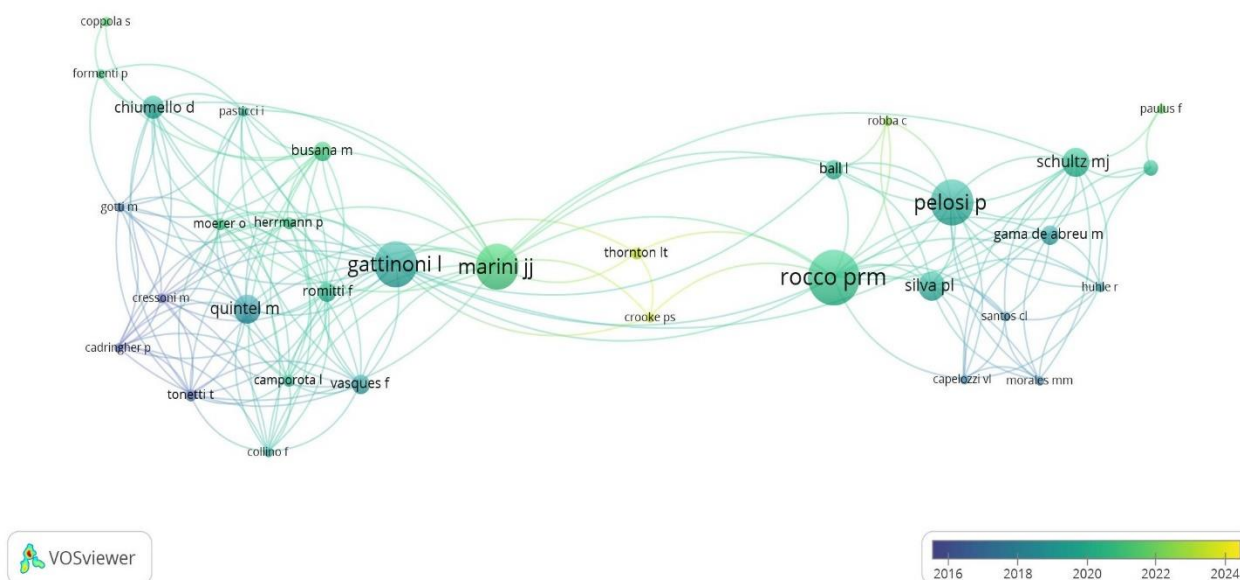 coppola s
formenti p
chiumello d
pasticci i
busana m
gotti m
moerer o
herrmann p
gattinoni l
marini jj
cressoni m
quintel m
romitti f
cadringher p
tonetti t
camporota l
vasques f
collino f
thornton lt
crooke ps
robba c
paulus f
ball l
schultz mj
pelosi p
gama de abreu m
rocco prm
silva pl
huhle r
santos cl
capelozzi vl
morales mm
VOSviewer
2016 2018 2020 2022 2024